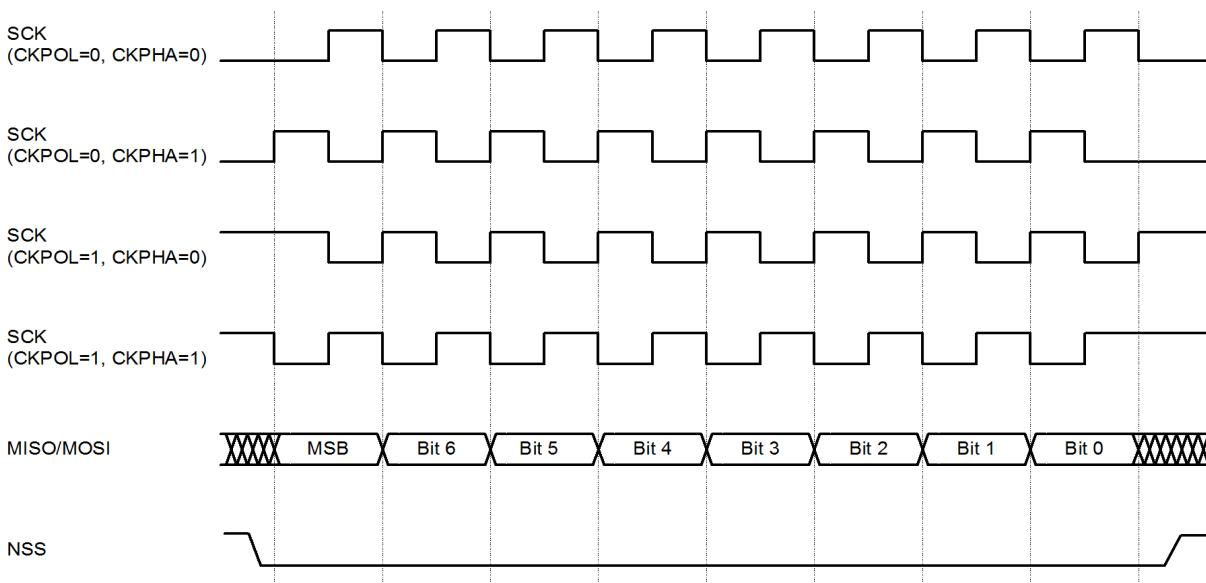 SCK
(CKPOL=0, CKPHA=0)
SCK
(CKPOL=0, CKPHA=1)
SCK
(CKPOL=1, CKPHA=0)
SCK
(CKPOL=1, CKPHA=1)
MISO/MOSI MSB Bit 6 Bit 5 Bit 4 Bit 3 Bit 2 Bit 1 Bit 0
NSS